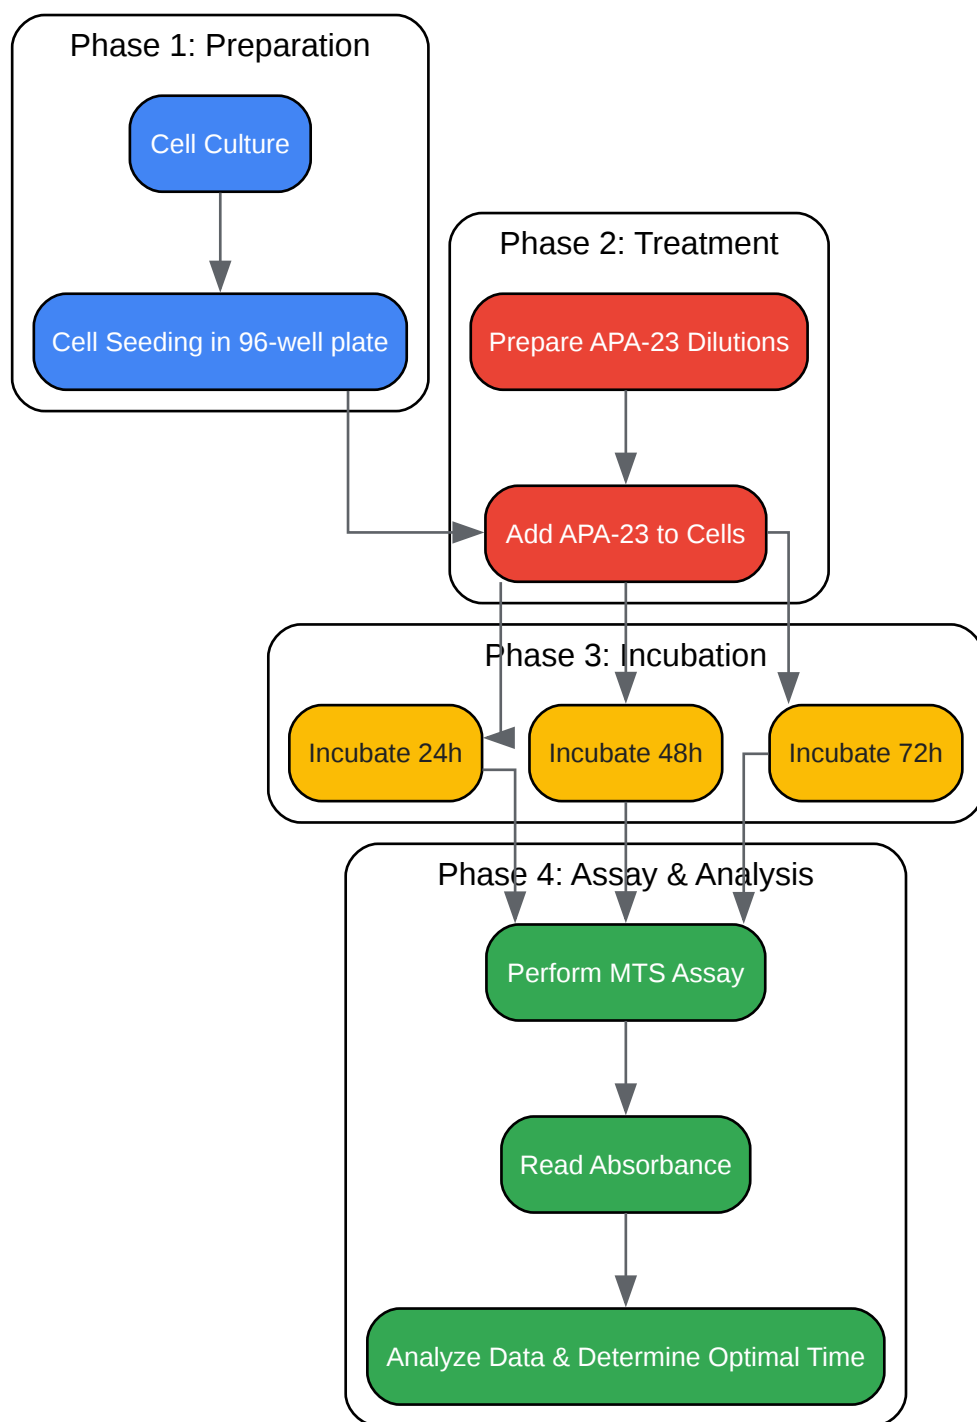 Phase 1: Preparation
Cell Culture
Cell Seeding in 96-well plate
Phase 2: Treatment
Prepare APA-23 Dilutions
Add APA-23 to Cells
Phase 3: Incubation
Incubate 24h
Incubate 48h
Incubate 72h
Phase 4: Assay & Analysis
Perform MTS Assay
Read Absorbance
Analyze Data & Determine Optimal Time